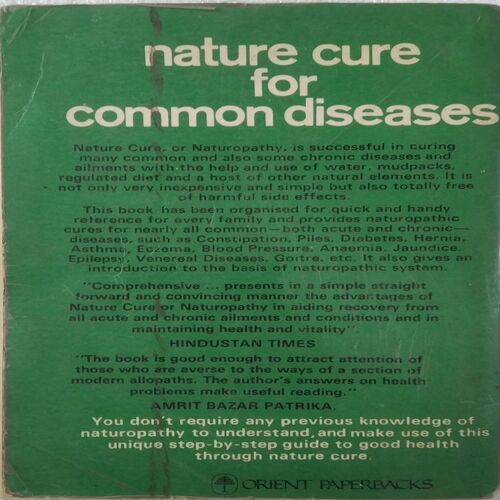 nature cure
for
common diseases
Nature Cure, or Naturopathy, is successful in curing
many common and also some chronic diseases and
ailments with the help and use of water, mudpacks,
regulated diet and a host of other natural elements. It is
not only very inexpensive and simple but also totally free
of harmful side effects.
This book has been organised for quick and handy
reference for every family and provides naturopathic
cures for nearly all common—both acute and chronic—
diseases, such as Constipation, Piles, Diabetes, Hernia,
Asthma, Eczema, Blood Pressure, Anaemia, Jaundice,
Epilepsy, Venereal Diseases, Goitre, etc. It also gives an
introduction to the basis of naturopathic system.
"Comprehensive ... presents in a simple straight
forward and convincing manner the advantages of
Nature Cure or Naturopathy in aiding recovery from
all acute and chronic ailments and conditions and in
maintaining health and vitality".
HINDUSTAN TIMES
"The book is good enough to attract attention of
those who are averse to the ways of a section of
modern allopaths. The author's answers on health
problems make useful reading."
AMRIT BAZAR PATRIKA.
You don't require any previous knowledge of
naturopathy to understand, and make use of this
unique step-by-step guide to good health
through nature cure.
ORIENT PAPERBACKS